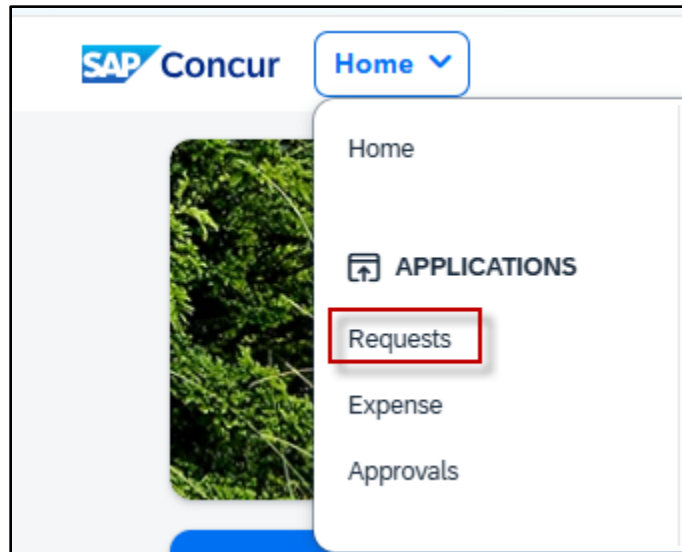 SAP Concur Home
Home
APPLICATIONS
Requests
Expense
Approvals